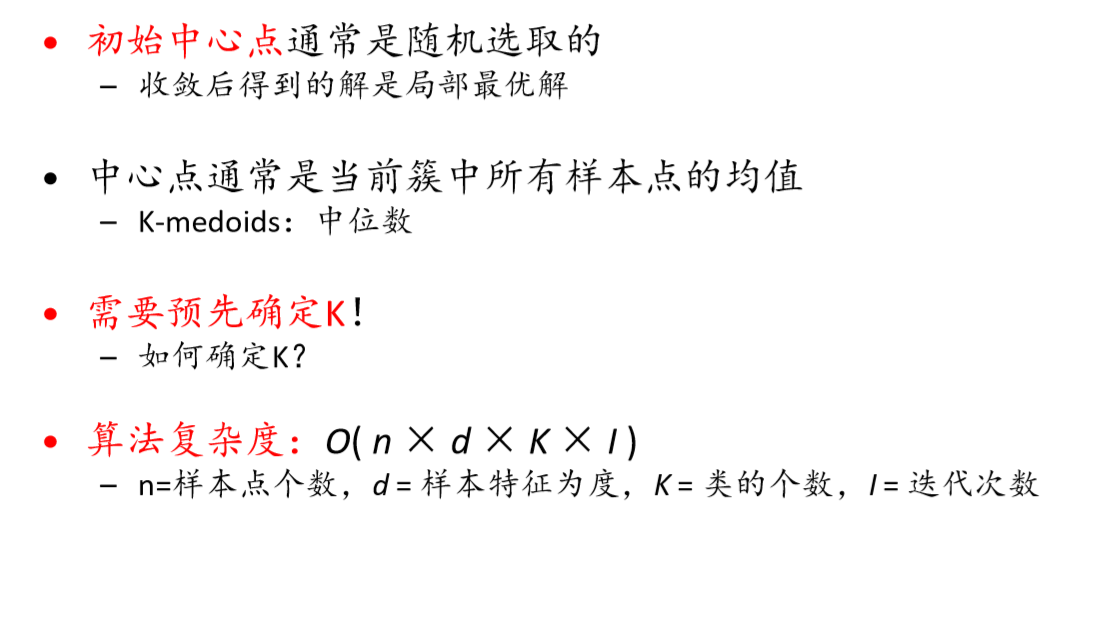 • 初始中心点通常是随机选取的
– 收敛后得到的解是局部最优解
• 中心点通常是当前簇中所有样本点的均值
– K-medoids：中位数
• 需要预先确定K！
– 如何确定K？
• 算法复杂度：O( n × d × K × I )
– n=样本点个数，d = 样本特征为度，K = 类的个数，I = 迭代次数